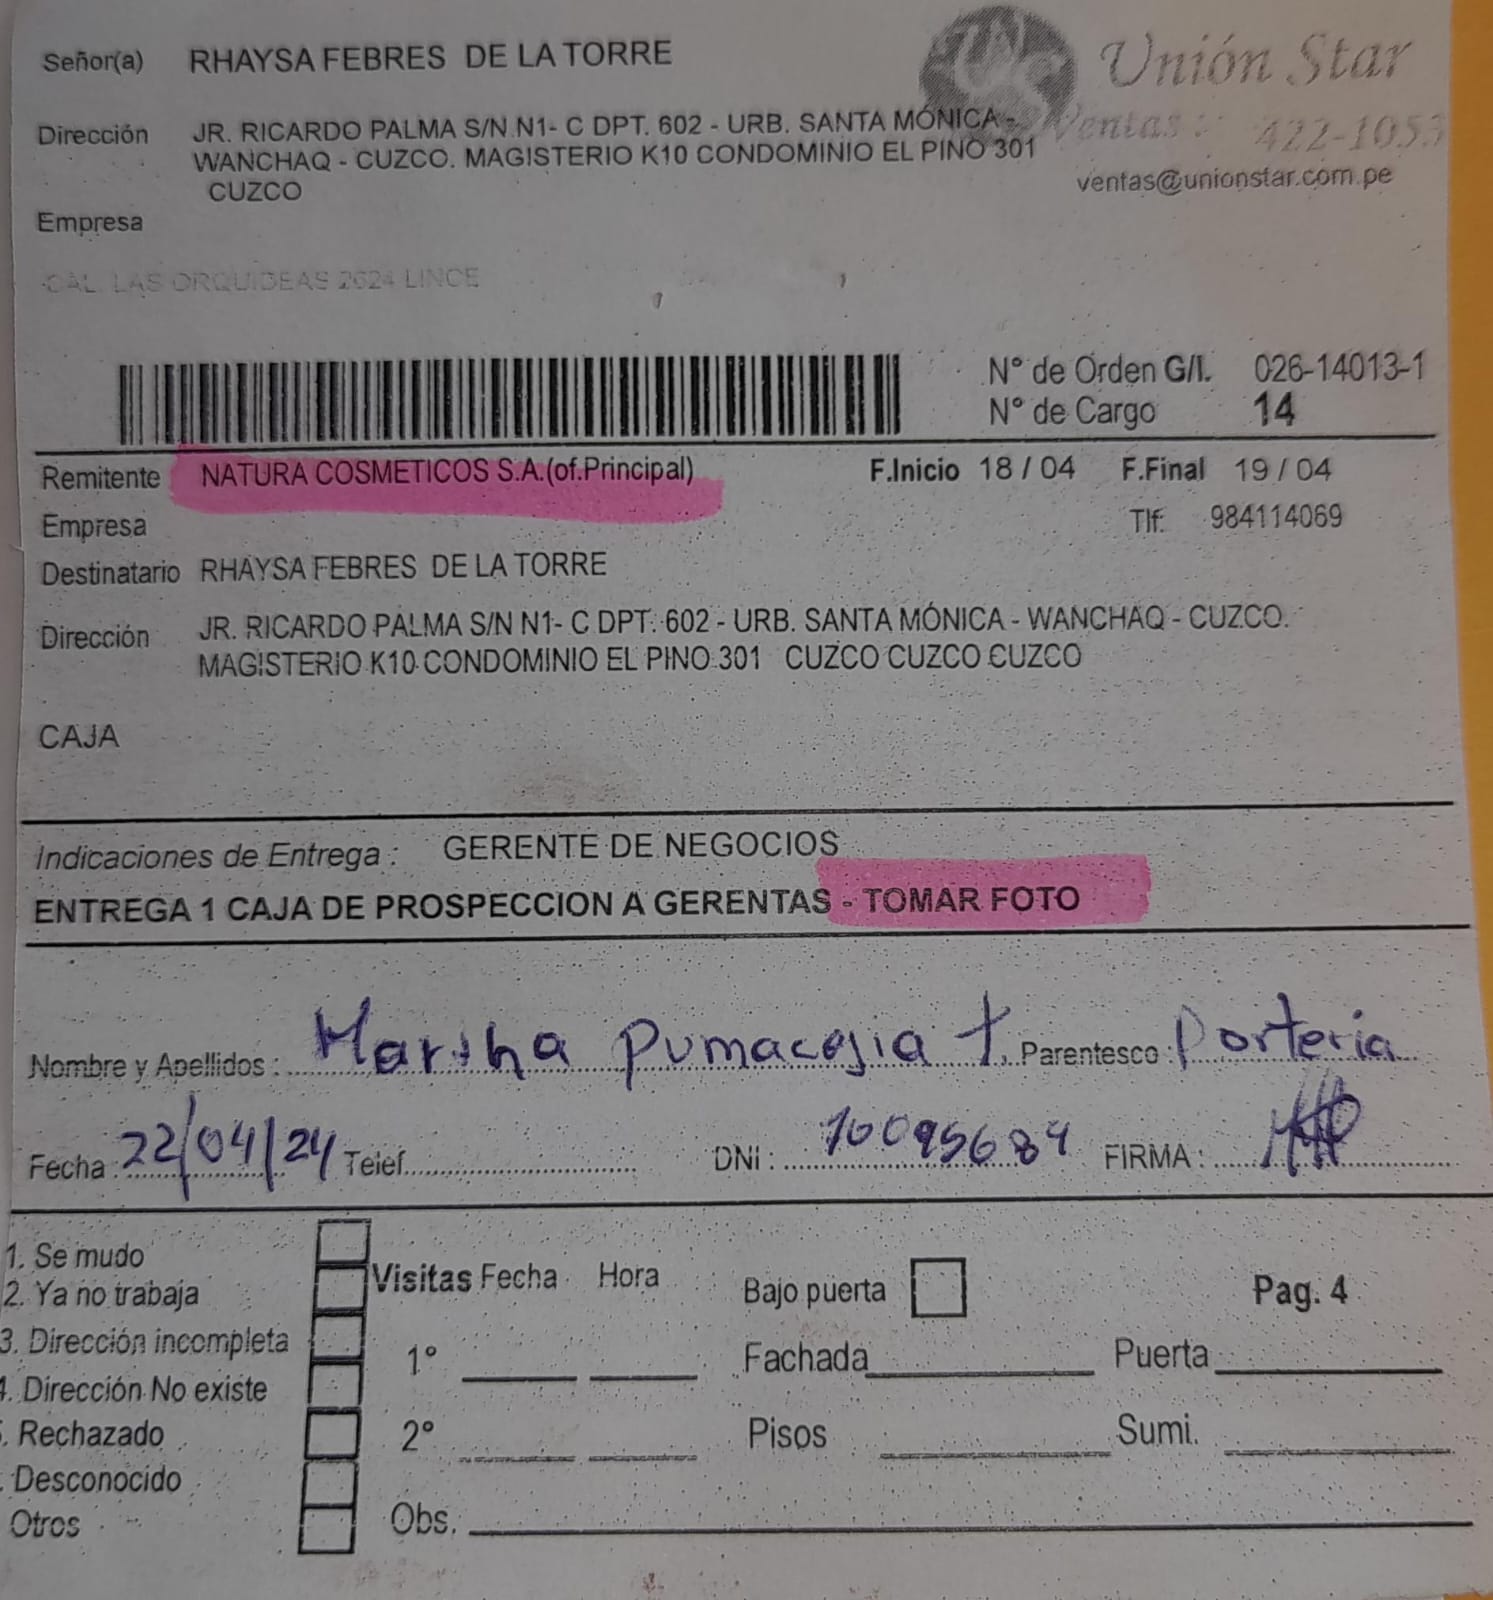 Señor(a) RHAYSA FEBRES DE LA TORRE
Unión Star
Dirección JR. RICARDO PALMA S/N N1- C DPT. 602 - URB. SANTA MÓNICA -
Ventas : 422-1053
WANCHAQ - CUZCO. MAGISTERIO K10 CONDOMINIO EL PINO 301
ventas@unionstar.com.pe
CUZCO
Empresa
CAL. LAS ORQUIDEAS 2624 LINCE
N° de Orden G/I. 026-14013-1
N° de Cargo 14
Remitente NATURA COSMETICOS S.A.(of.Principal) F.Inicio 18 / 04 F.Final 19 / 04
Empresa Tlf: 984114069
Destinatario RHAYSA FEBRES DE LA TORRE
Dirección JR. RICARDO PALMA S/N N1- C DPT. 602 - URB. SANTA MÓNICA - WANCHAQ - CUZCO.
MAGISTERIO K10 CONDOMINIO EL PINO 301 CUZCO CUZCO CUZCO
CAJA
Indicaciones de Entrega : GERENTE DE NEGOCIOS
ENTREGA 1 CAJA DE PROSPECCION A GERENTAS - TOMAR FOTO
Nombre y Apellidos : Martha T. Parentesco : Porteria
Fecha : 22/04/24 Telef. DNI : FIRMA :
1. Se mudo
2. Ya no trabaja
3. Dirección incompleta
4. Dirección No existe
. Rechazado
. Desconocido
Otros
Visitas Fecha Hora
1°
2°
Obs.
Bajo puerta Pag. 4
Fachada Puerta
Pisos Sumi.